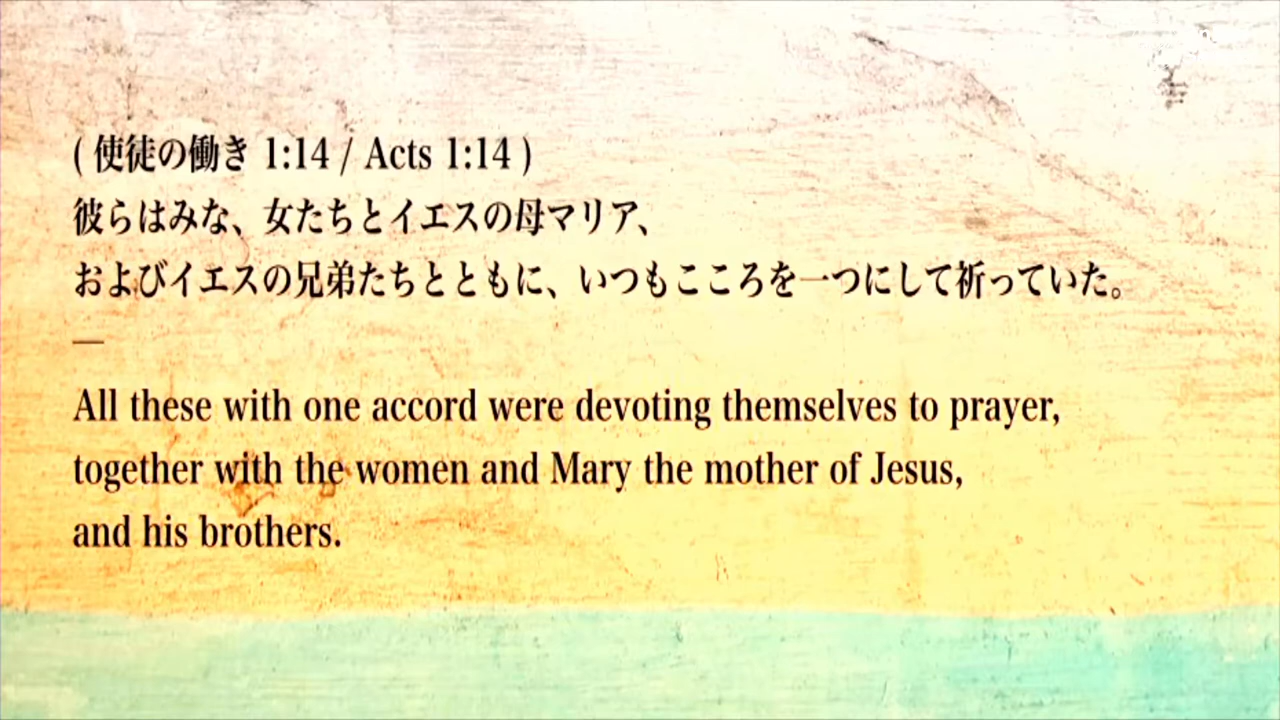 ( 使徒の働き 1:14 / Acts 1:14 )
彼らはみな、女たちとイエスの母マリア、
およびイエスの兄弟たちとともに、いつもこころを一つにして祈っていた。
—
All these with one accord were devoting themselves to prayer,
together with the women and Mary the mother of Jesus,
and his brothers.